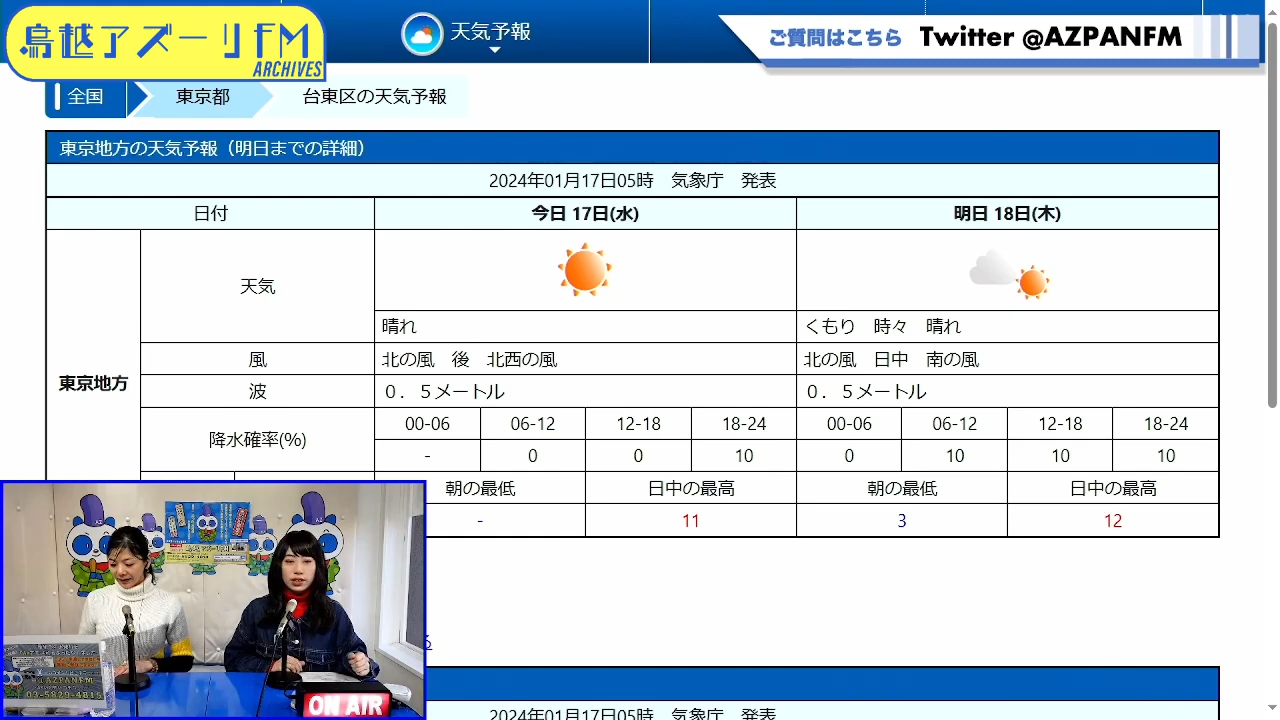 鳥越アズーリFM
ARCHIVES
天気予報
ご質問はこちら Twitter @AZPANFM
全国 東京都 台東区の天気予報
東京地方の天気予報（明日までの詳細）
2024年01月17日05時　気象庁　発表
日付 今日 17日(水) 明日 18日(木)
東京地方
天気
晴れ くもり　時々　晴れ
風 北の風　後　北西の風 北の風　日中　南の風
波 ０．５メートル ０．５メートル
降水確率(%)
00-06 06-12 12-18 18-24 00-06 06-12 12-18 18-24
- 0 0 10 0 10 10 10
朝の最低 日中の最高 朝の最低 日中の最高
- 11 3 12
@AZPANFM
03-5829-4815
ON AIR
2024年01月17日05時　気象庁　発表